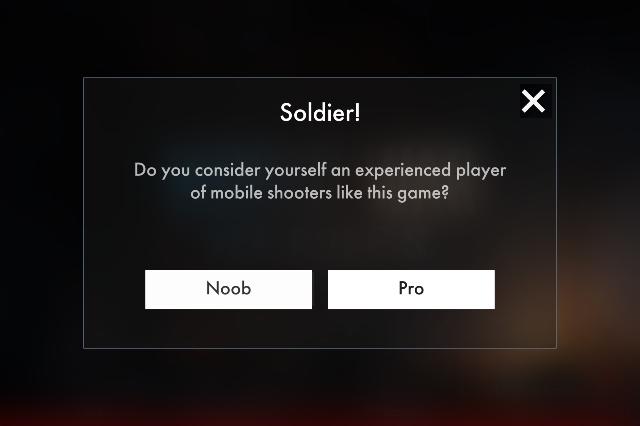 Soldier!
Do you consider yourself an experienced player
of mobile shooters like this game?
Noob
Pro